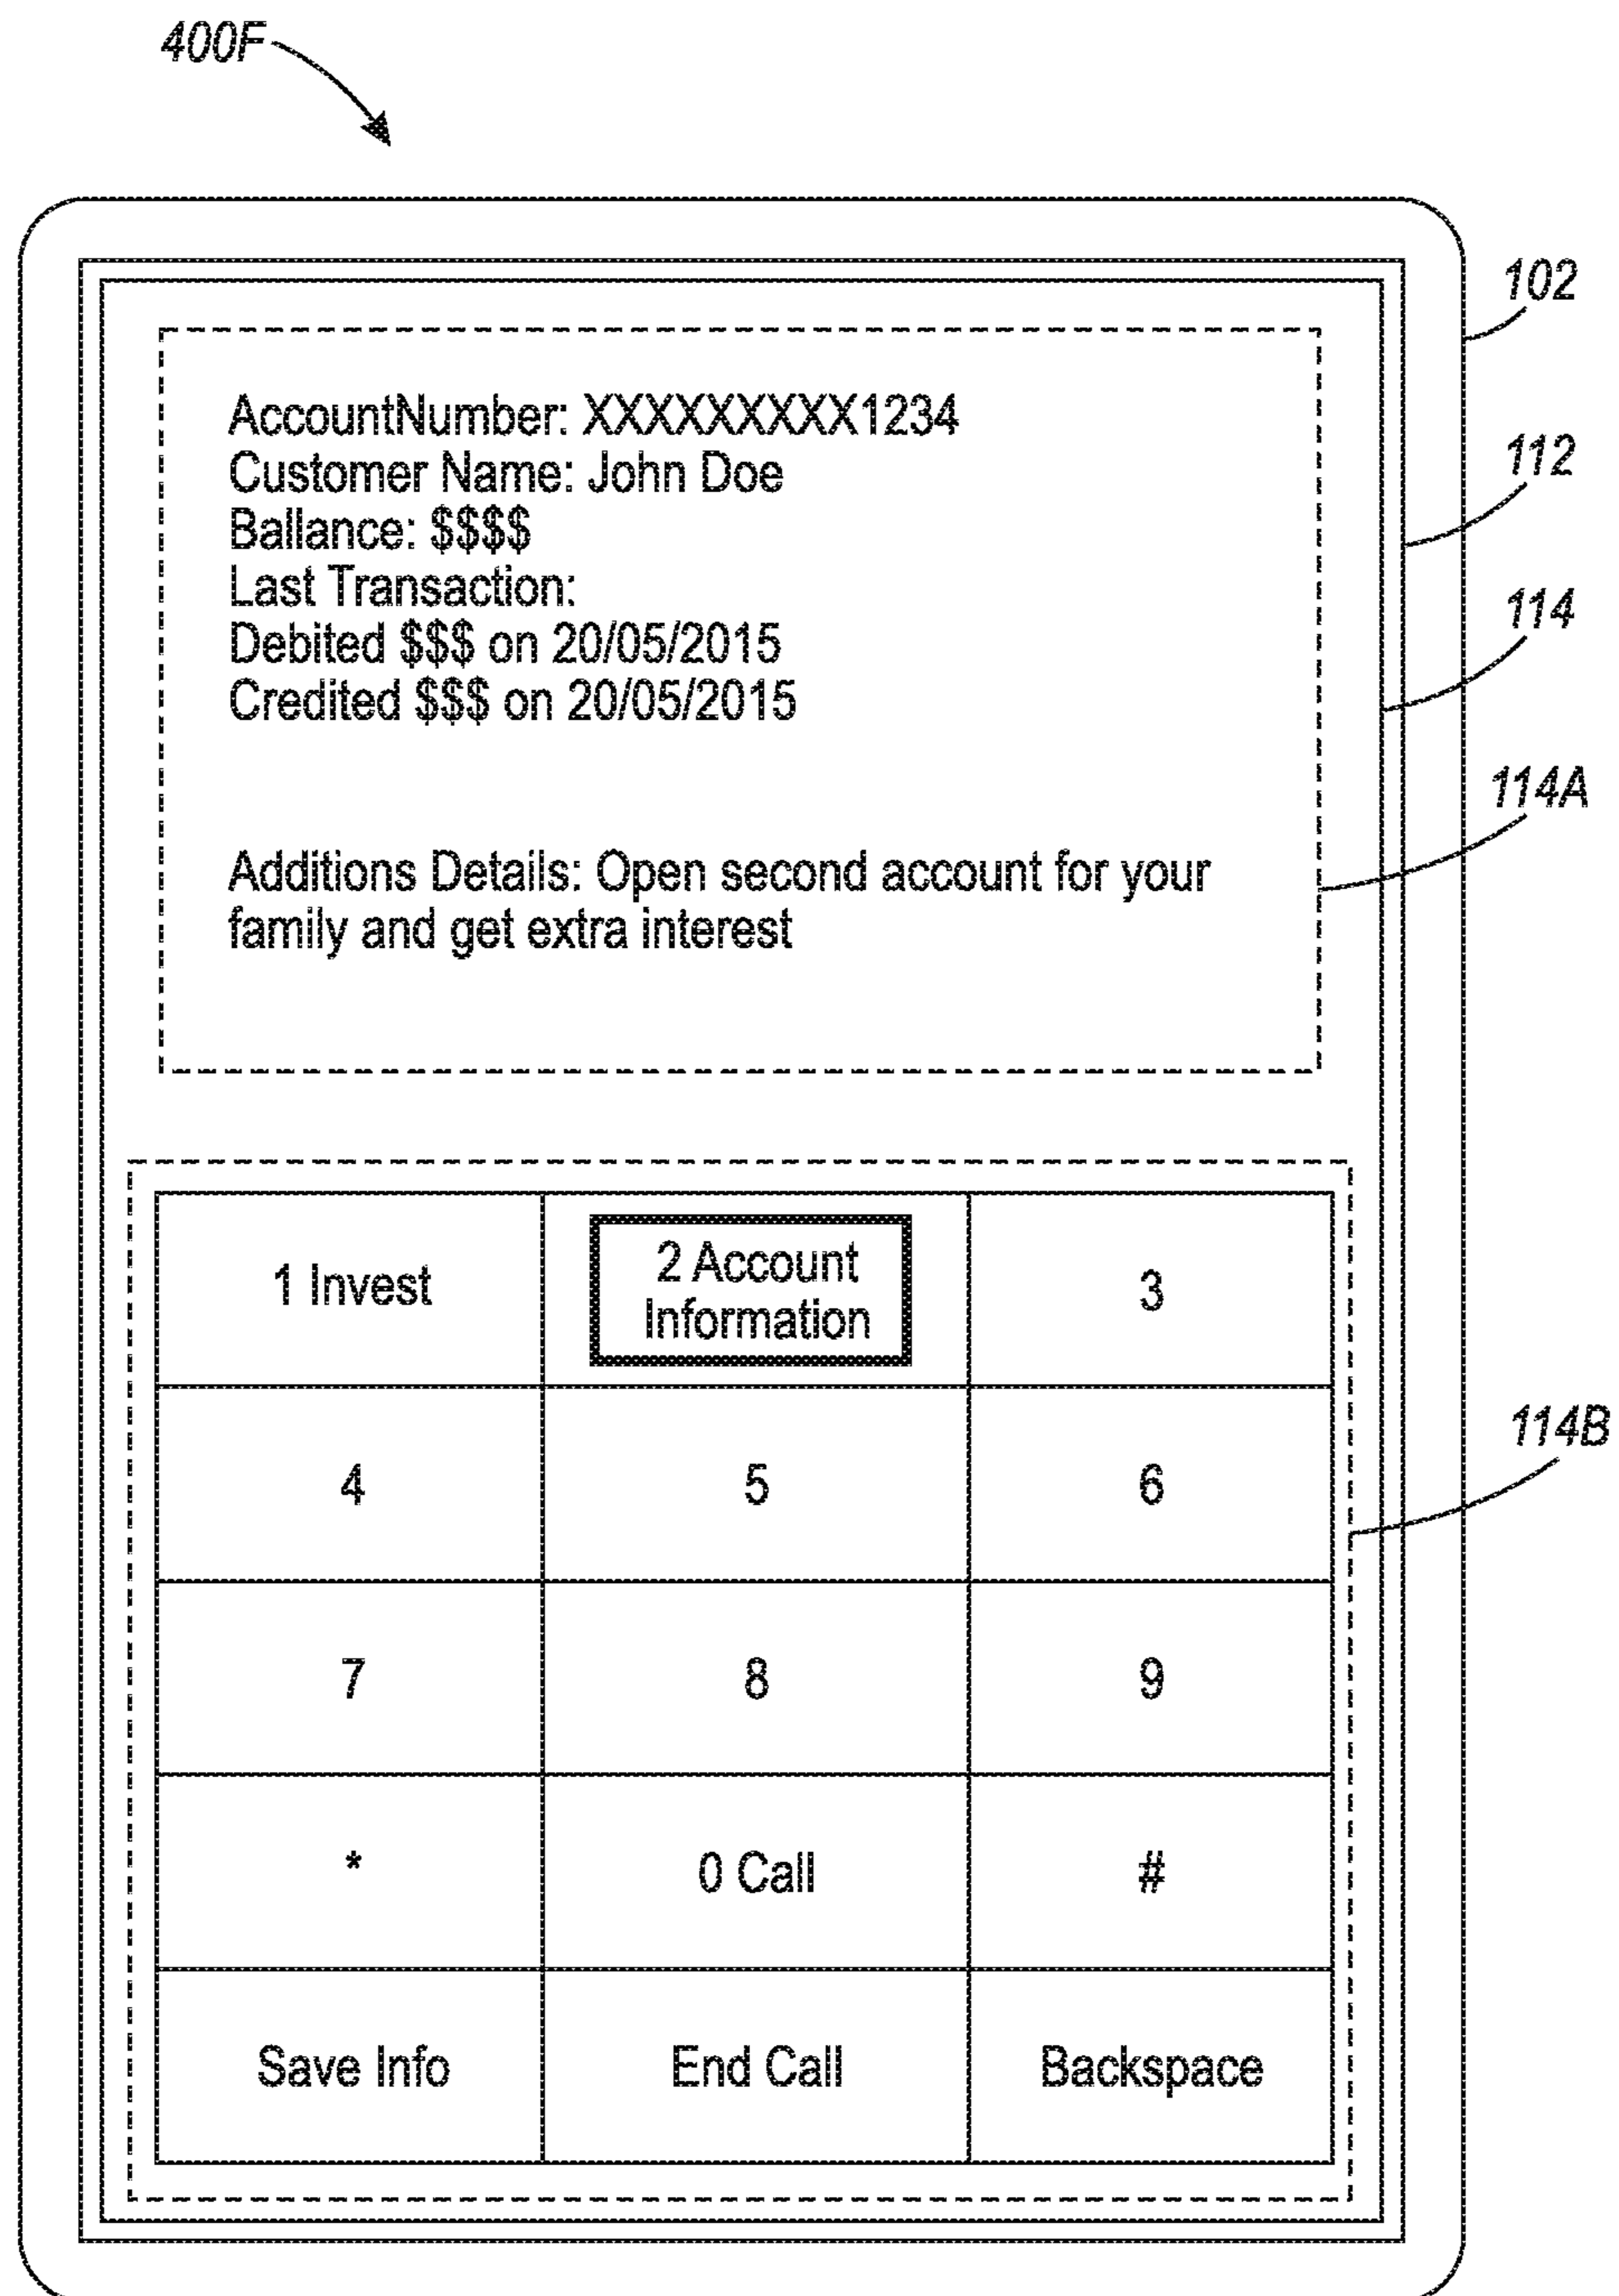 400F
102
112
114
114A
AccountNumber: XXXXXXXXX1234
Customer Name: John Doe
Ballance: $$$$
Last Transaction:
Debited $$$ on 20/05/2015
Credited $$$ on 20/05/2015
Additions Details: Open second account for your
family and get extra interest
1 Invest
2 Account
Information
3
4
5
6
114B
7
8
9
*
0 Call
#
Save Info
End Call
Backspace